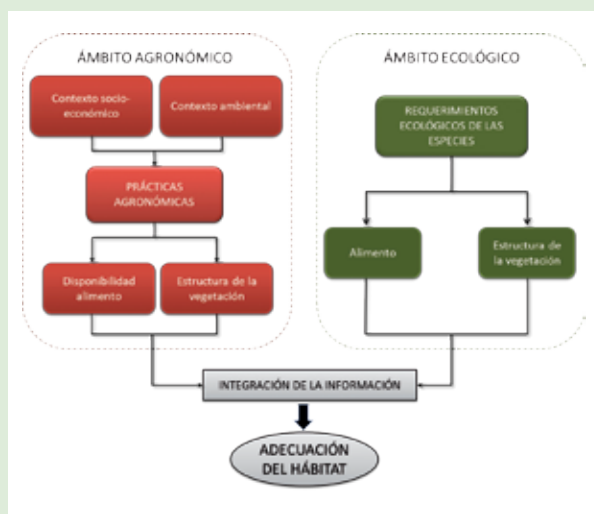 ÁMBITO AGRONÓMICO
Contexto socio-
económico
Contexto ambiental
PRÁCTICAS
AGRONÓMICAS
Disponibilidad
alimento
Estructura de la
vegetación
ÁMBITO ECOLÓGICO
REQUERIMIENTOS
ECOLÓGICOS DE LAS
ESPECIES
Alimento
Estructura de
la vegetación
INTEGRACIÓN DE LA INFORMACIÓN
ADECUACIÓN
DEL HÁBITAT